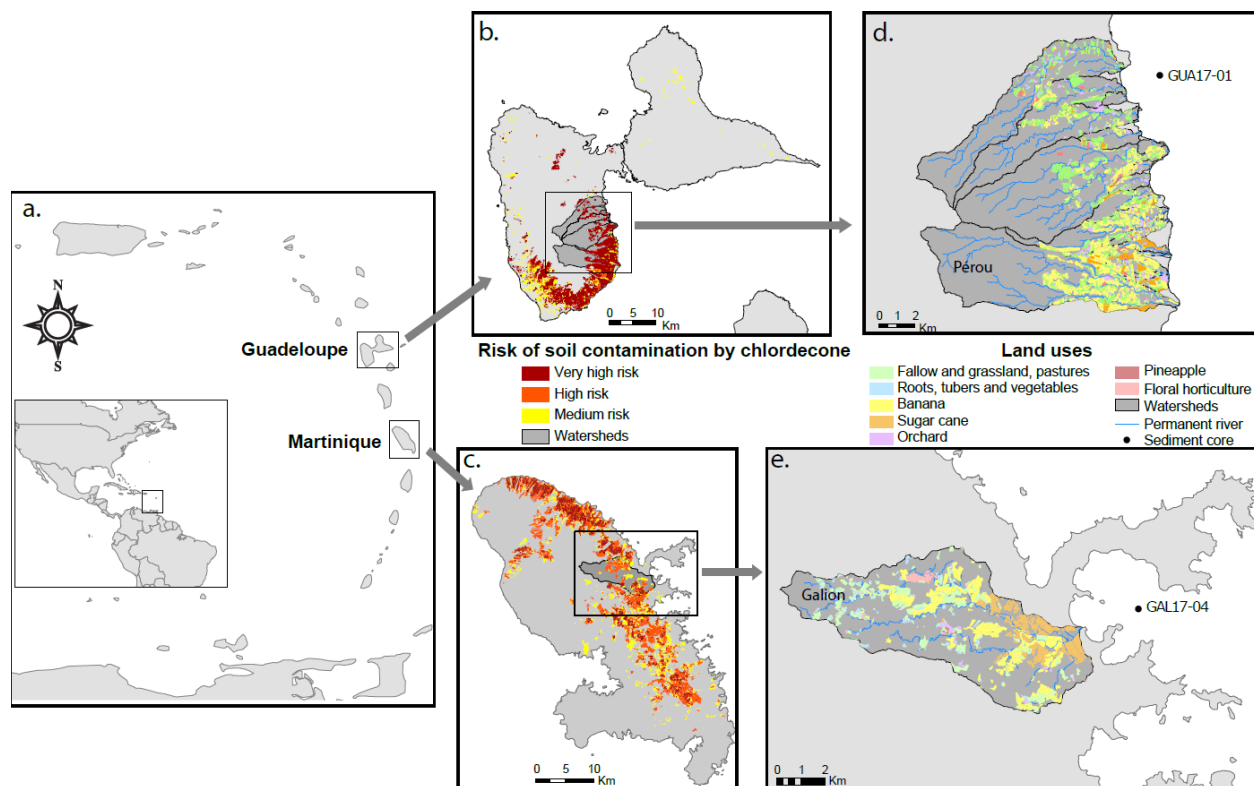 a.
N
S
Guadeloupe
Martinique
b.
0 5 10
Km
d.
GUA17-01
Pérou
0 1 2
Km
Risk of soil contamination by chlordecone
Very high risk
High risk
Medium risk
Watersheds
Land uses
Fallow and grassland, pastures
Roots, tubers and vegetables
Banana
Sugar cane
Orchard
Pineapple
Floral horticulture
Watersheds
Permanent river
Sediment core
c.
0 5 10
Km
e.
Galion
GAL17-04
0 1 2
Km